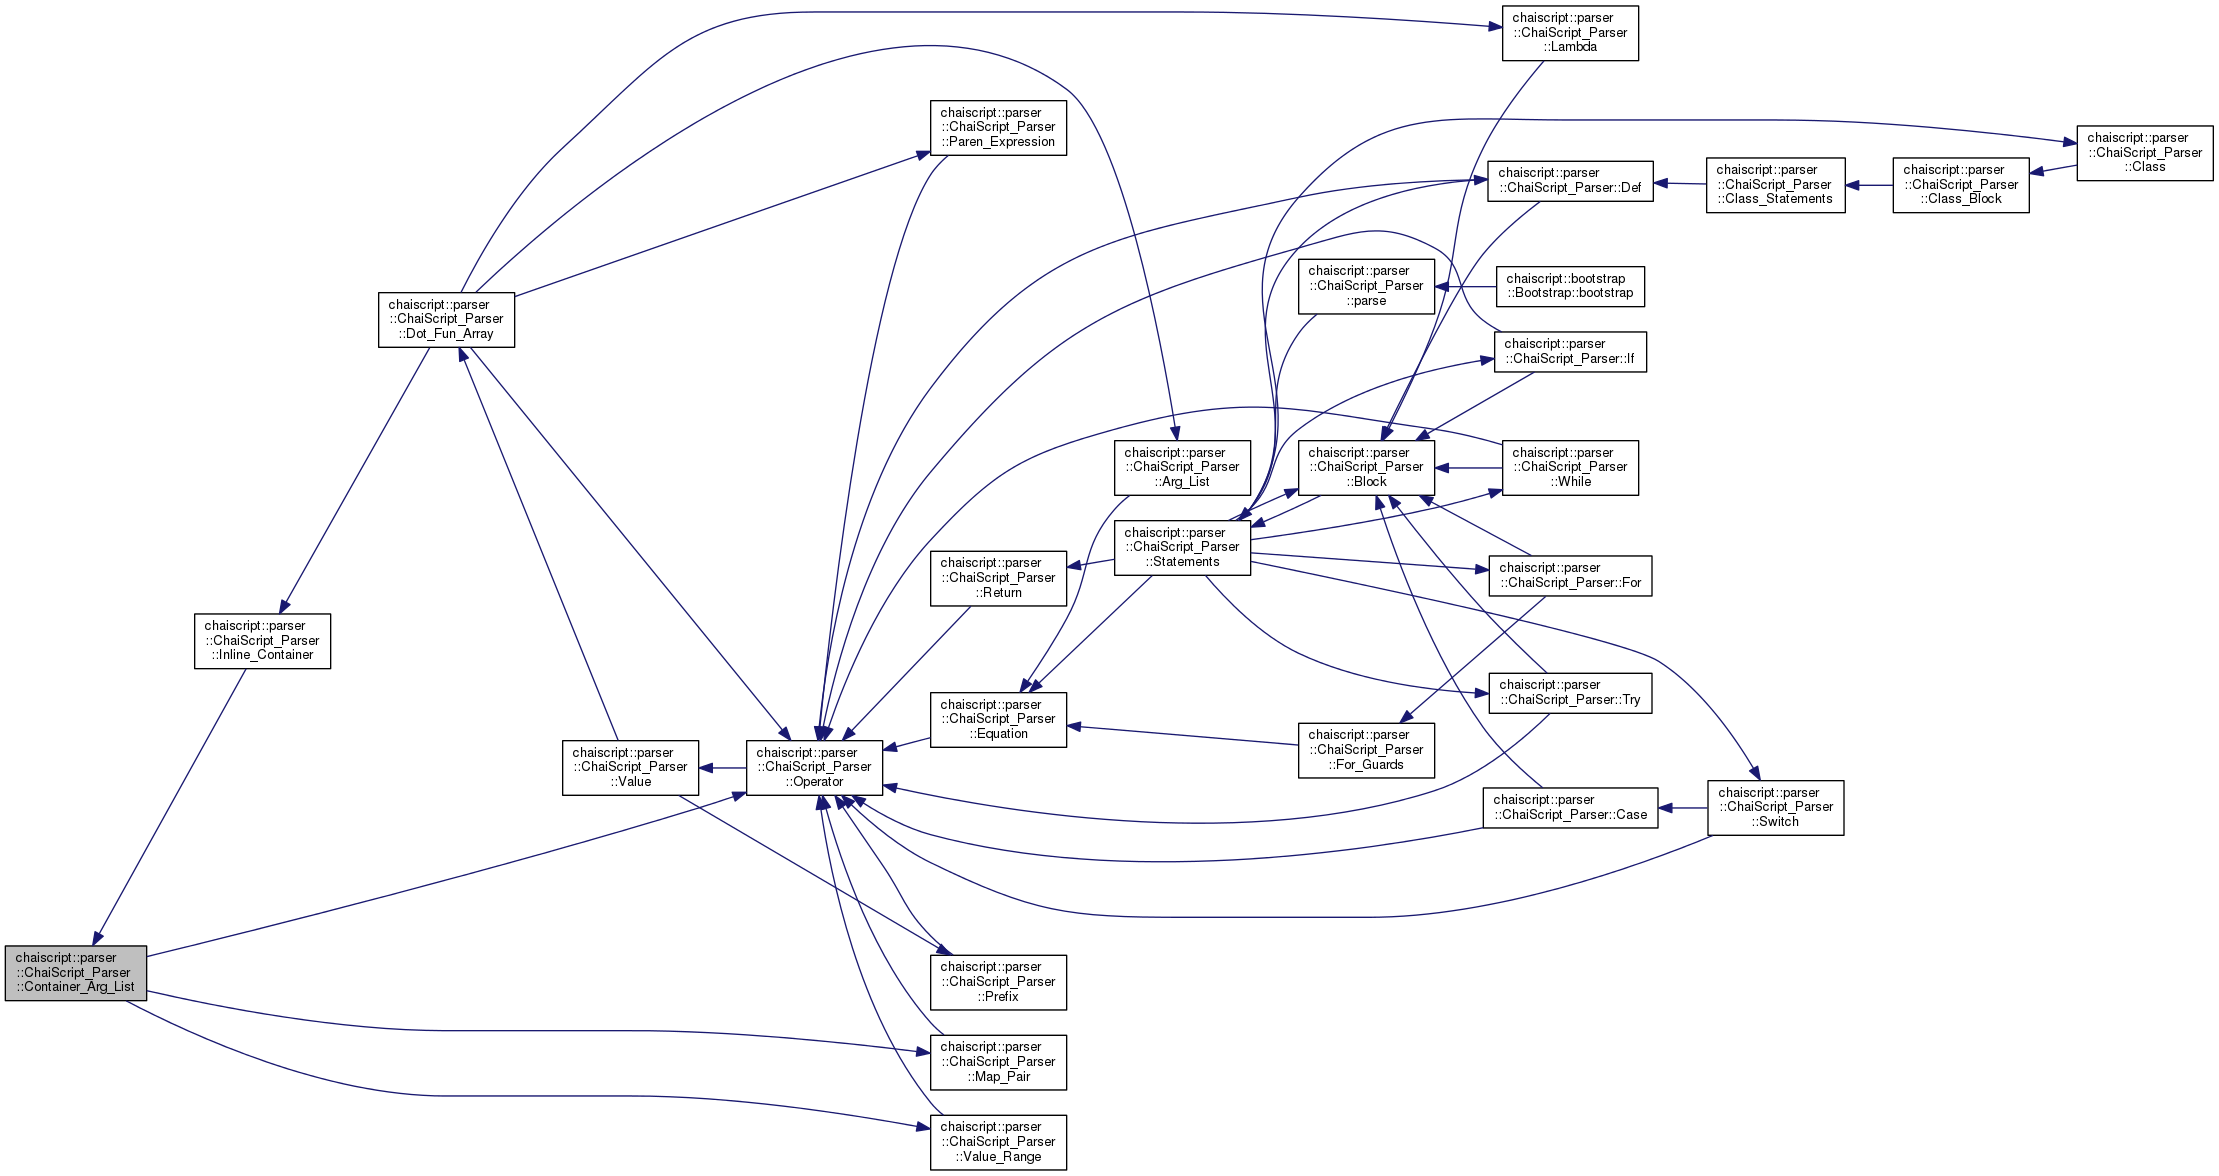 chaiscript::parser
::ChaiScript_Parser
::Lambda
chaiscript::parser
::ChaiScript_Parser
::Paren_Expression
chaiscript::parser
::ChaiScript_Parser
::Class
chaiscript::parser
::ChaiScript_Parser::Def
chaiscript::parser
::ChaiScript_Parser
::Class_Statements
chaiscript::parser
::ChaiScript_Parser
::Class_Block
chaiscript::parser
::ChaiScript_Parser
::parse
chaiscript::bootstrap
::Bootstrap::bootstrap
chaiscript::parser
::ChaiScript_Parser
::Dot_Fun_Array
chaiscript::parser
::ChaiScript_Parser::If
chaiscript::parser
::ChaiScript_Parser
::Arg_List
chaiscript::parser
::ChaiScript_Parser
::Block
chaiscript::parser
::ChaiScript_Parser
::While
chaiscript::parser
::ChaiScript_Parser
::Statements
chaiscript::parser
::ChaiScript_Parser
::Return
chaiscript::parser
::ChaiScript_Parser::For
chaiscript::parser
::ChaiScript_Parser
::Inline_Container
chaiscript::parser
::ChaiScript_Parser::Try
chaiscript::parser
::ChaiScript_Parser
::Equation
chaiscript::parser
::ChaiScript_Parser
::For_Guards
chaiscript::parser
::ChaiScript_Parser
::Value
chaiscript::parser
::ChaiScript_Parser
::Operator
chaiscript::parser
::ChaiScript_Parser::Case
chaiscript::parser
::ChaiScript_Parser
::Switch
chaiscript::parser
::ChaiScript_Parser
::Container_Arg_List
chaiscript::parser
::ChaiScript_Parser
::Prefix
chaiscript::parser
::ChaiScript_Parser
::Map_Pair
chaiscript::parser
::ChaiScript_Parser
::Value_Range